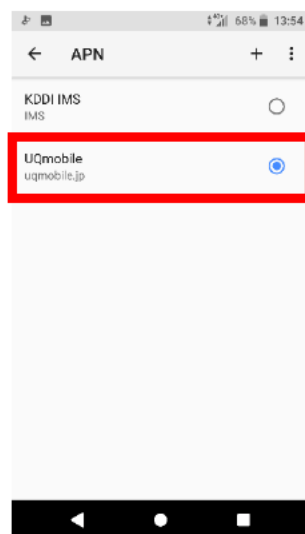 68% 13:54
APN
KDDI IMS
IMS
UQmobile
uqmobile.jp